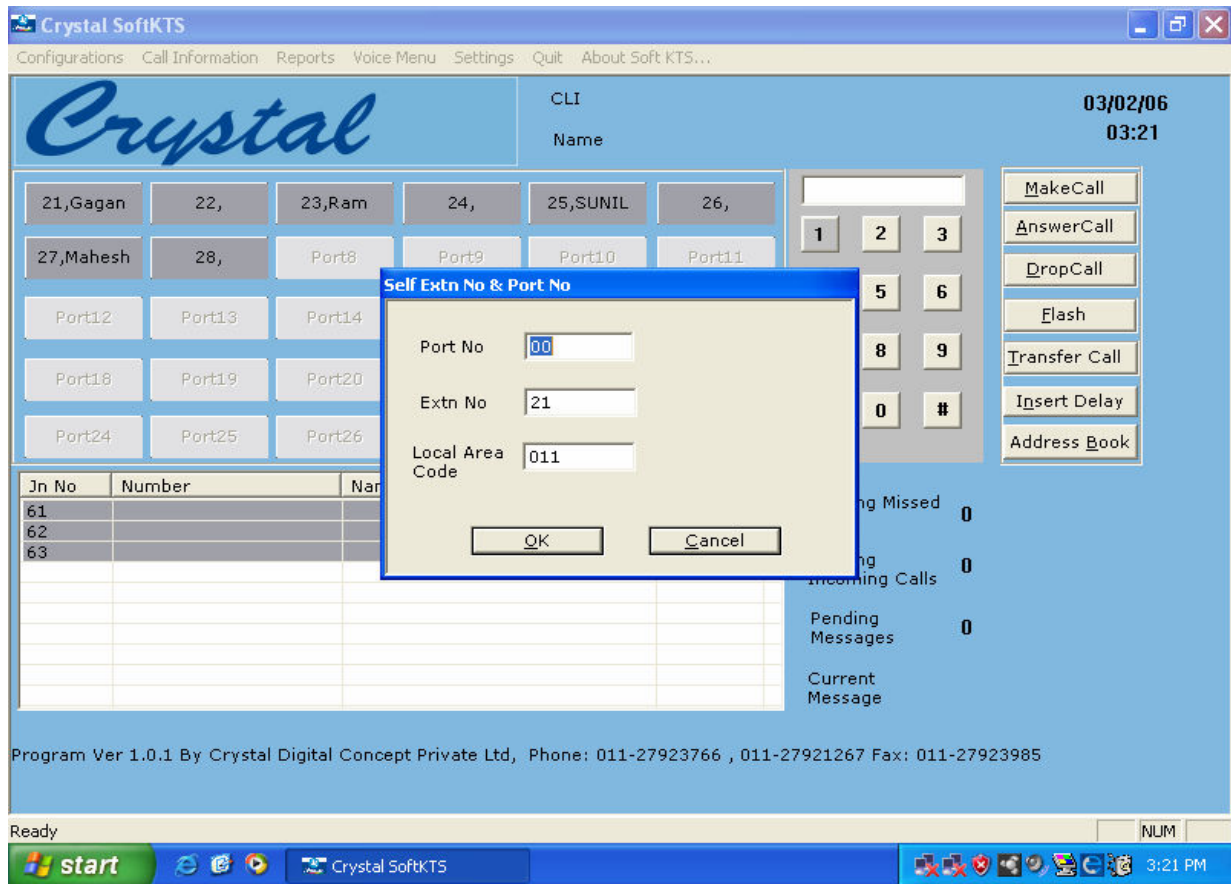 Crystal SoftKTS
Configurations Call Information Reports Voice Menu Settings Quit About Soft KTS...
Crystal
CLI
Name
03/02/06
03:21
21,Gagan 22, 23,Ram 24, 25,SUNIL 26,
27,Mahesh 28, Port8 Port9 Port10 Port11
Port12 Port13 Port14
Port18 Port19 Port20
Port24 Port25 Port26
1 2 3
5 6
8 9
0 #
MakeCall
AnswerCall
DropCall
Flash
Transfer Call
Insert Delay
Address Book
Self Extn No & Port No
Port No 00
Extn No 21
Local Area Code 011
OK Cancel
Jn No Number Nar
61
62
63
ng Missed 0
ng
Incoming Calls 0
Pending
Messages 0
Current
Message
Program Ver 1.0.1 By Crystal Digital Concept Private Ltd, Phone: 011-27923766 , 011-27921267 Fax: 011-27923985
Ready
NUM
start
Crystal SoftKTS
3:21 PM